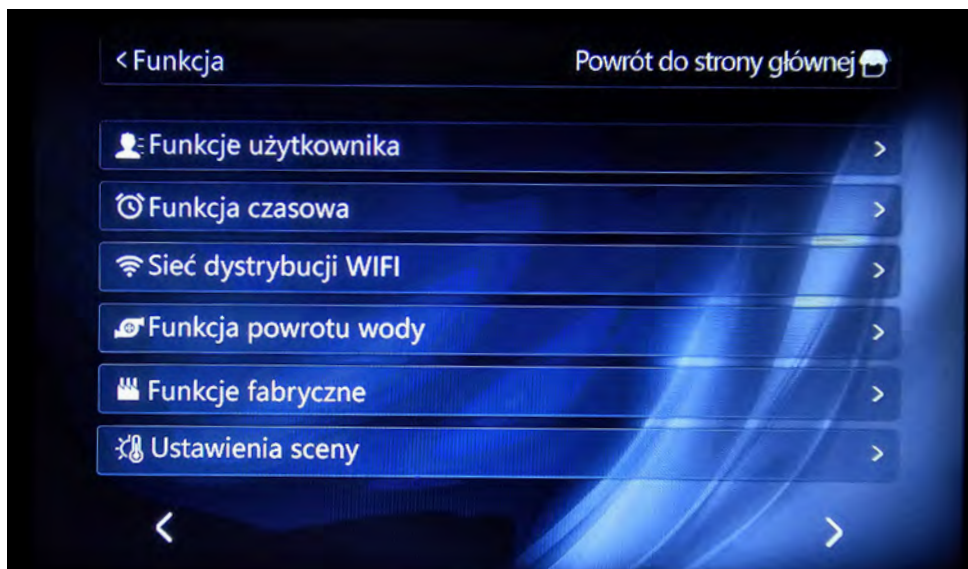 <Funkcja
Powrót do strony głównej
Funkcje użytkownika
Funkcja czasowa
Sieć dystrybucji WIFI
Funkcja powrotu wody
Funkcje fabryczne
Ustawienia sceny